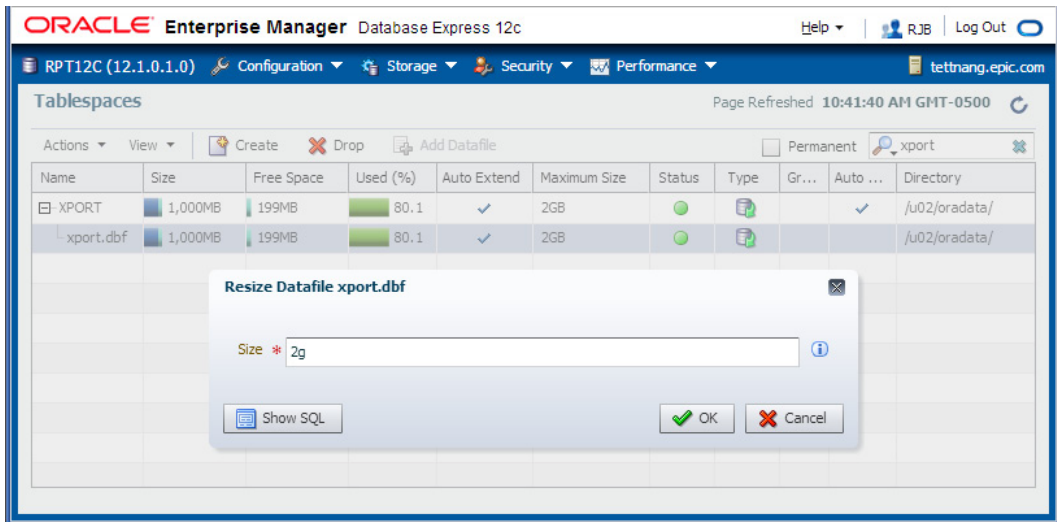 ORACLE Enterprise Manager Database Express 12c Help RJB Log Out
RPT12C (12.1.0.1.0) Configuration Storage Security Performance tettnang.epic.com
Tablespaces Page Refreshed 10:41:40 AM GMT-0500
Actions View Create Drop Add Datafile Permanent xport
Name Size Free Space Used (%) Auto Extend Maximum Size Status Type Gr... Auto ... Directory
XPORT 1,000MB 199MB 80.1 2GB /u02/oradata/
xport.dbf 1,000MB 199MB 80.1 2GB /u02/oradata/
Resize Datafile xport.dbf
Size * 2g
Show SQL OK Cancel